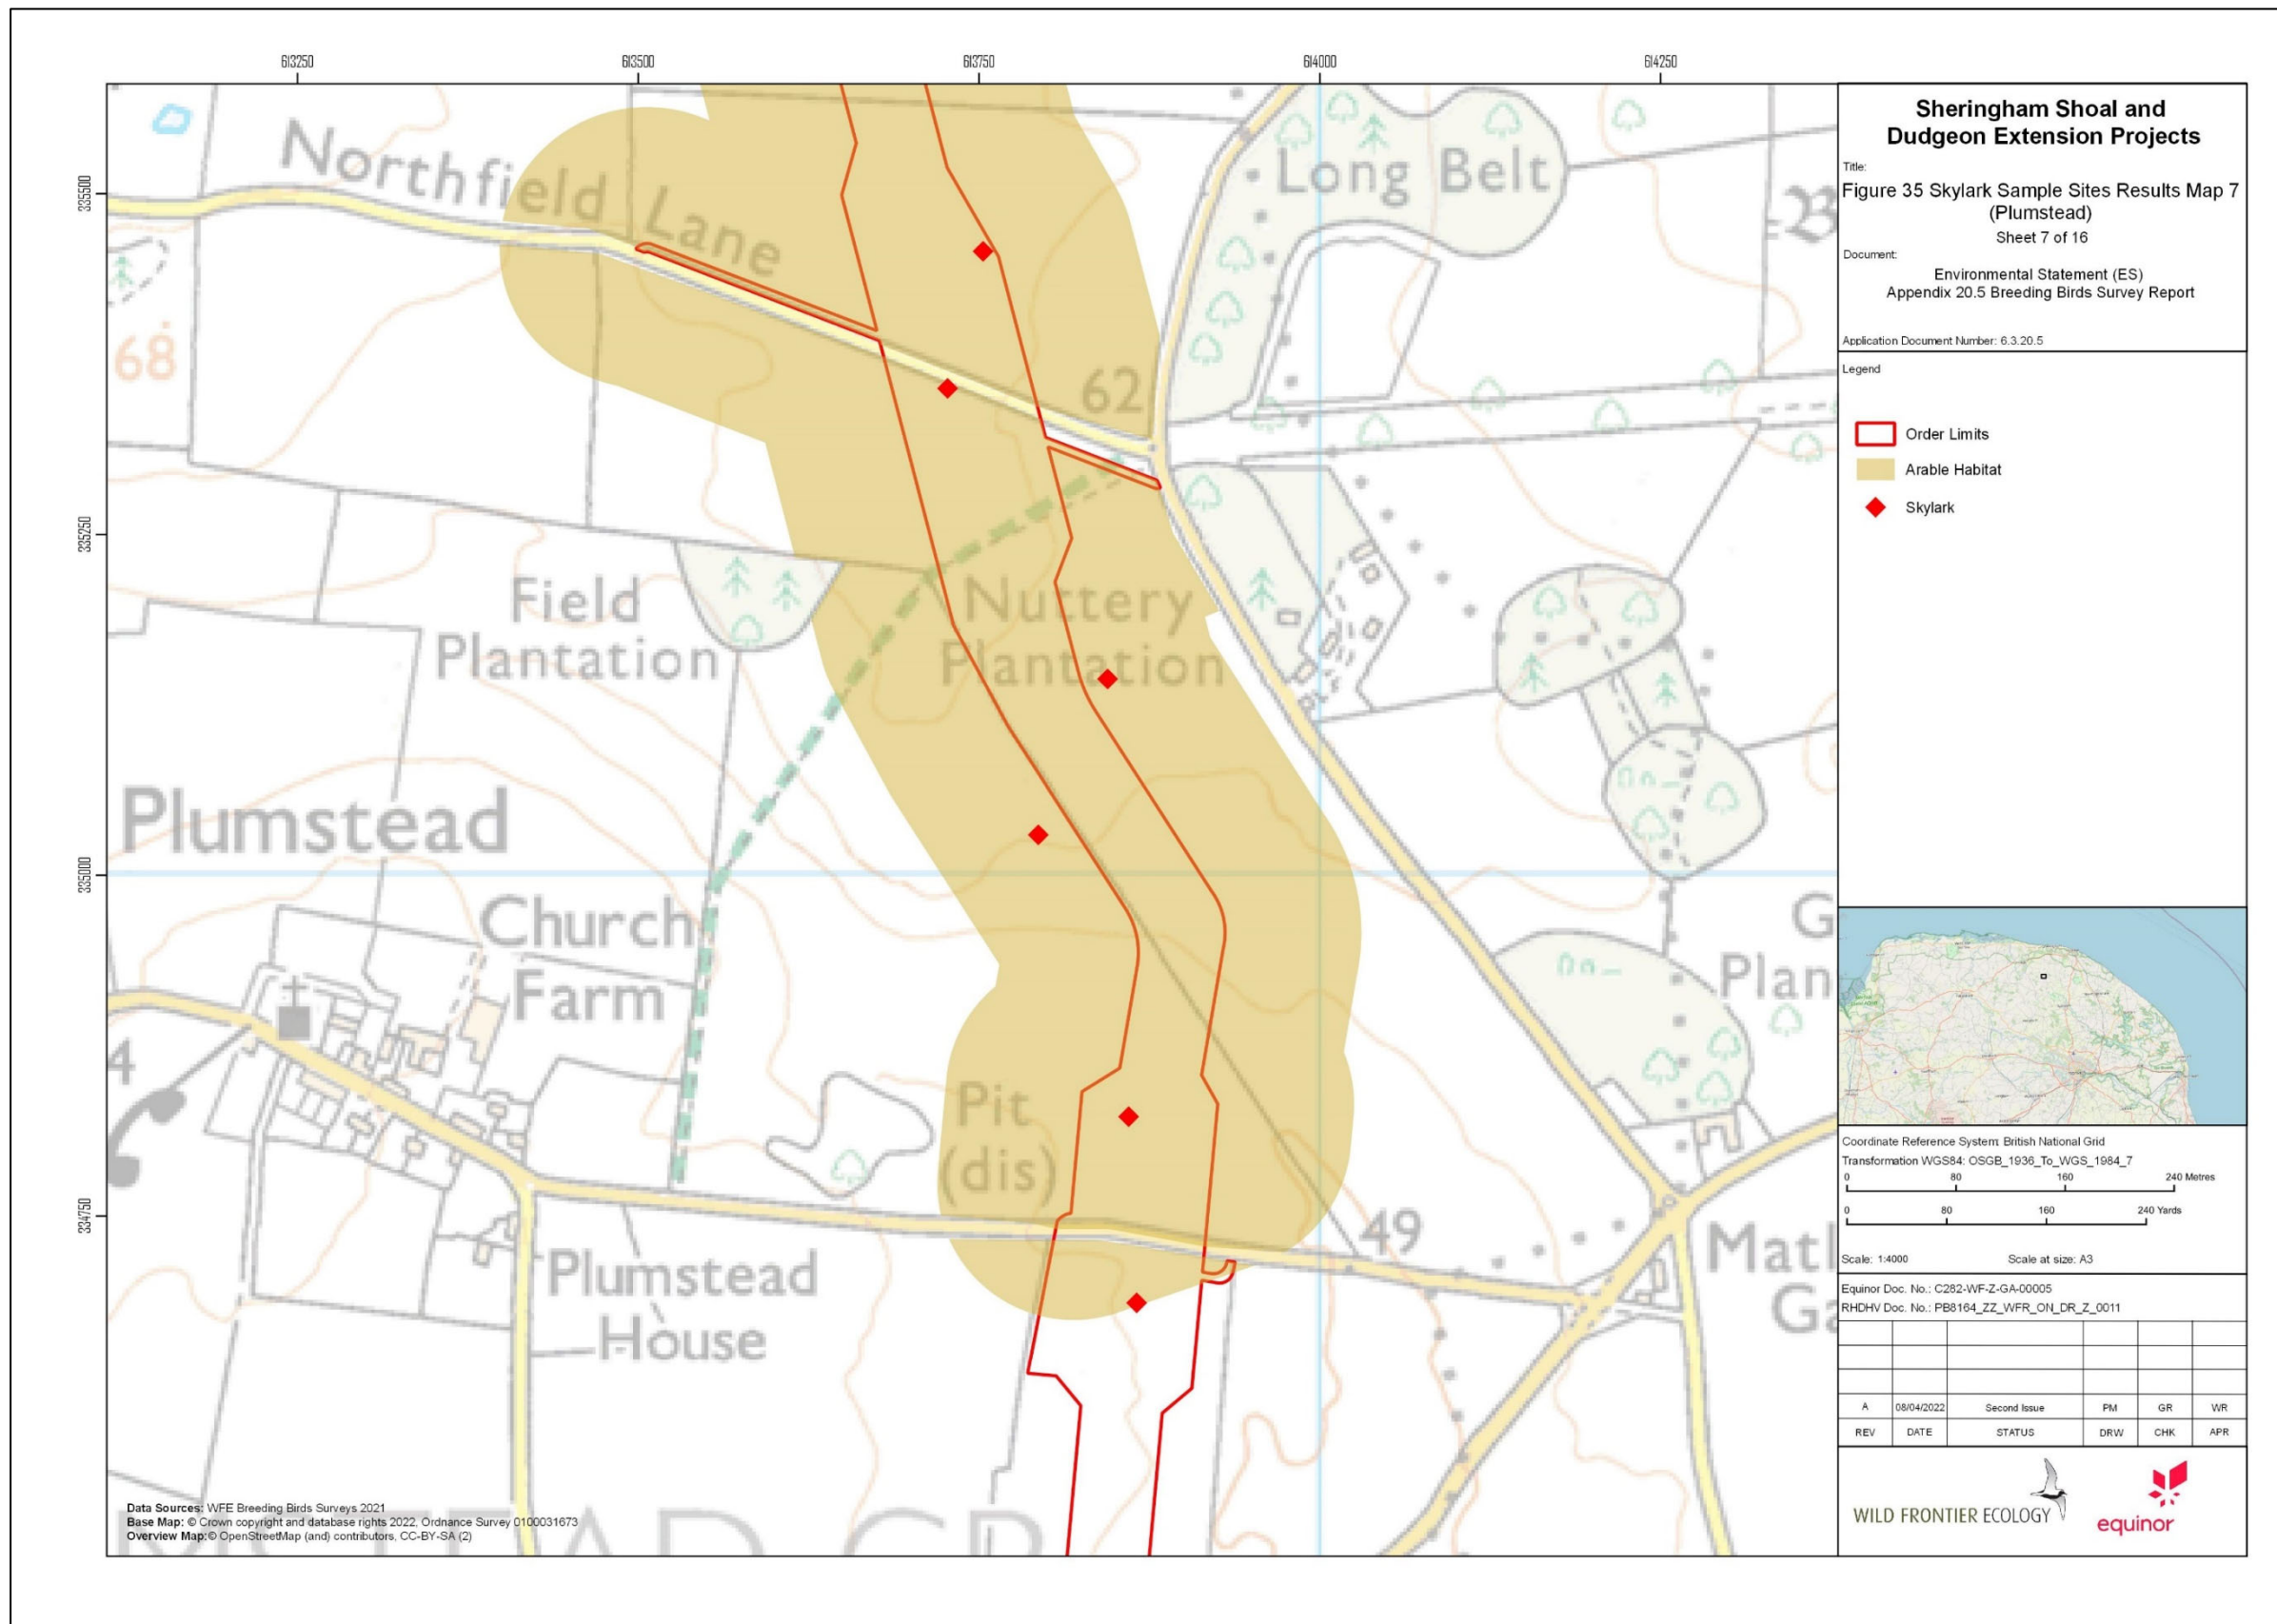 613250 613500 613750 614000 614250
335500
335250
335000
334750
Northfield Lane
Long Belt
68
62
Field
Plantation
Nuttery
Plantation
Plumstead
Church
Farm
Pit
(dis)
49
4
Plumstead
House
G
Plan
Matl
Ga
Data Sources: WFE Breeding Birds Surveys 2021
Base Map: © Crown copyright and database rights 2022, Ordnance Survey 0100031673
Overview Map:© OpenStreetMap (and) contributors, CC-BY-SA (2)
Sheringham Shoal and
Dudgeon Extension Projects
Title:
Figure 35 Skylark Sample Sites Results Map 7
(Plumstead)
Sheet 7 of 16
Document:
Environmental Statement (ES)
Appendix 20.5 Breeding Birds Survey Report
Application Document Number: 6.3.20.5
Legend
Order Limits
Arable Habitat
Skylark
Coordinate Reference System: British National Grid
Transformation WGS84: OSGB_1936_To_WGS_1984_7
0 80 160 240 Metres
0 80 160 240 Yards
Scale: 1:4000 Scale at size: A3
Equinor Doc. No.: C282-WF-Z-GA-00005
RHDHV Doc. No.: PB8164_ZZ_WFR_ON_DR_Z_0011
A 08/04/2022 Second Issue PM GR WR
REV DATE STATUS DRW CHK APR
WILD FRONTIER ECOLOGY
equinor